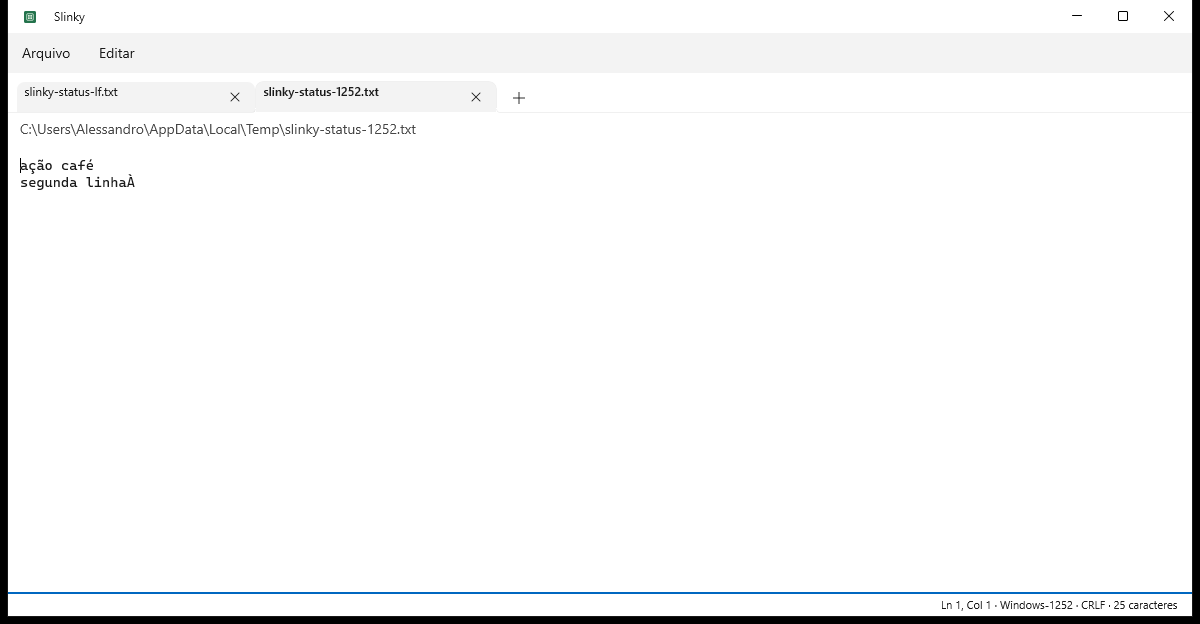 Slinky
Arquivo Editar
slinky-status-lf.txt slinky-status-1252.txt
C:\Users\Alessandro\AppData\Local\Temp\slinky-status-1252.txt
ação café
segunda linhaÀ
Ln 1, Col 1 · Windows-1252 · CRLF · 25 caracteres